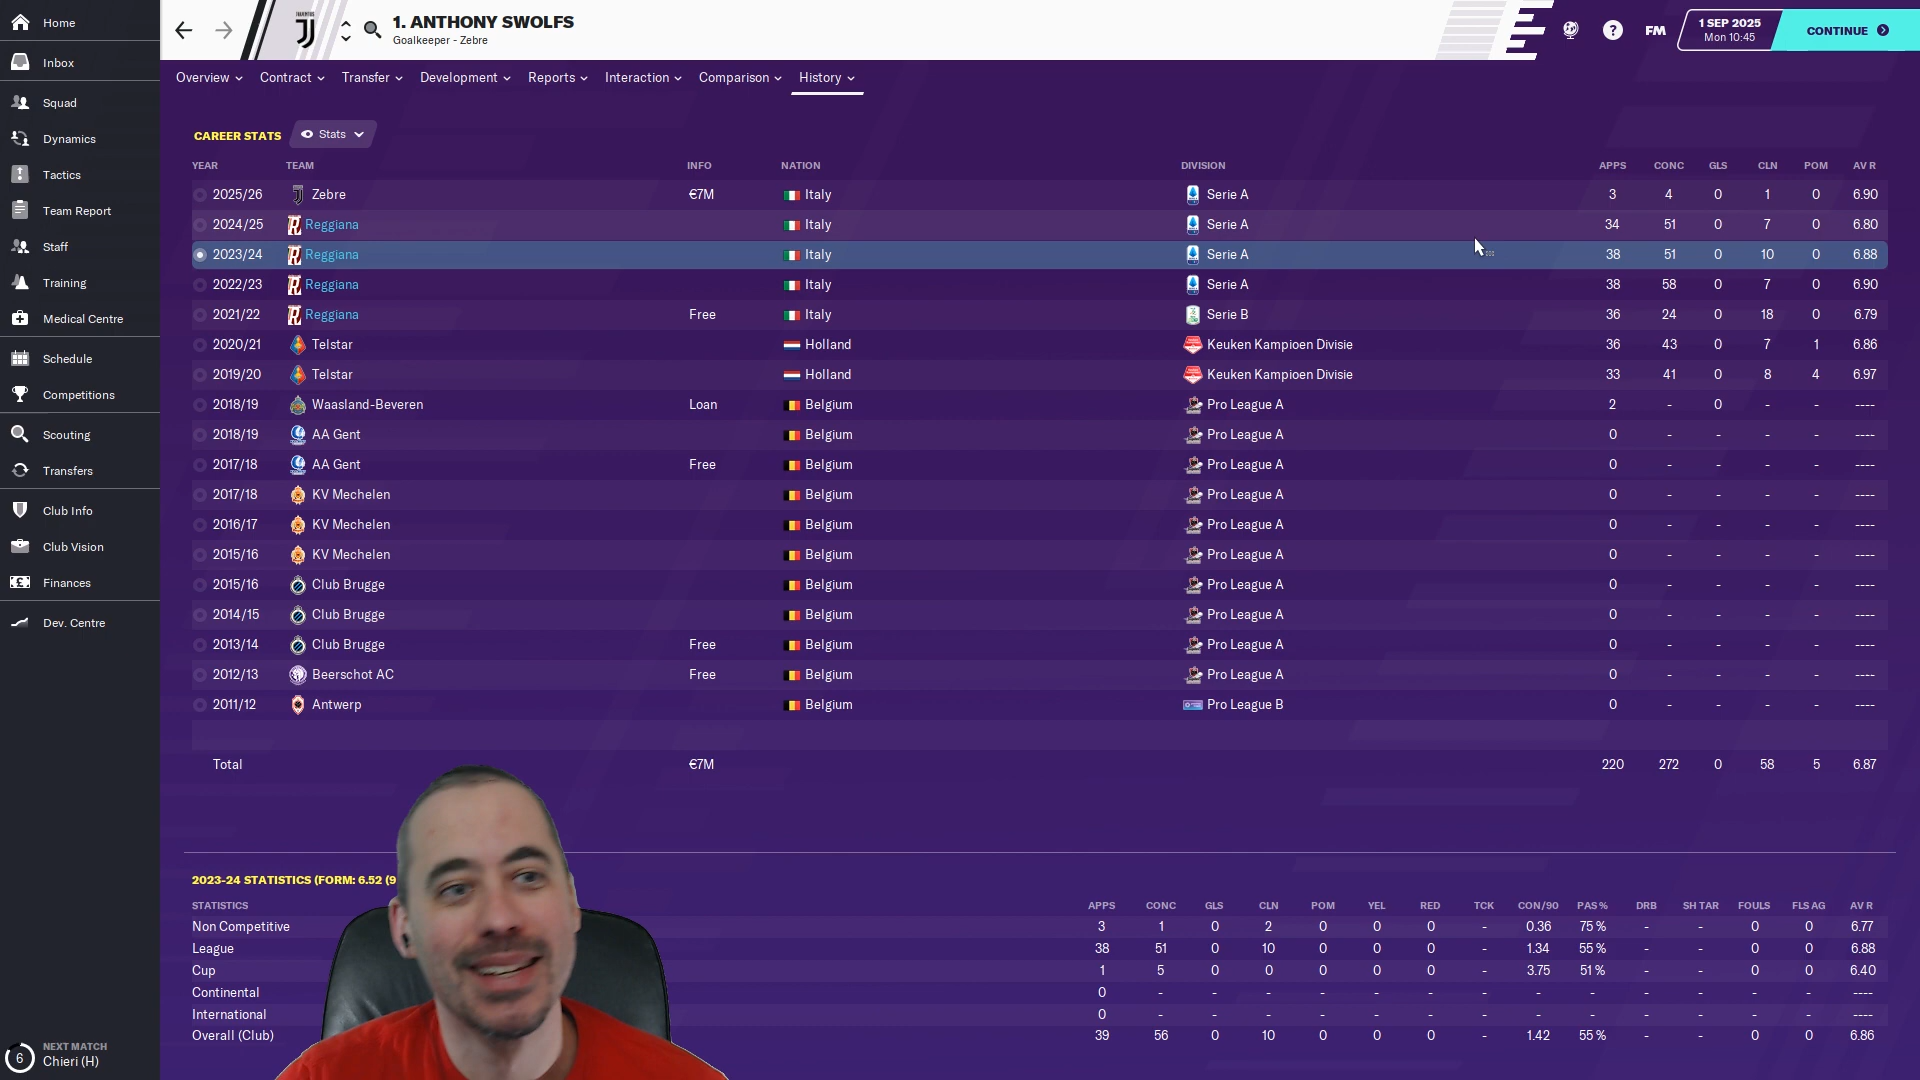 Home
Inbox
Squad
Dynamics
Tactics
Team Report
Staff
Training
Medical Centre
Schedule
Competitions
Scouting
Transfers
Club Info
Club Vision
Finances
Dev. Centre
6
NEXT MATCH
Chieri (H)
1. ANTHONY SWOLFS
Goalkeeper - Zebre
?
FM
1 SEP 2025
Mon 10:45
CONTINUE
Overview Contract Transfer Development Reports Interaction Comparison History
CAREER STATS Stats
YEAR TEAM INFO NATION DIVISION APPS CONC GLS CLN POM AV R
2025/26 Zebre €7M Italy Serie A 3 4 0 1 0 6.90
2024/25 Reggiana Italy Serie A 34 51 0 7 0 6.80
2023/24 Reggiana Italy Serie A 38 51 0 10 0 6.88
2022/23 Reggiana Italy Serie A 38 58 0 7 0 6.90
2021/22 Reggiana Free Italy Serie B 36 24 0 18 0 6.79
2020/21 Telstar Holland Keuken Kampioen Divisie 36 43 0 7 1 6.86
2019/20 Telstar Holland Keuken Kampioen Divisie 33 41 0 8 4 6.97
2018/19 Waasland-Beveren Loan Belgium Pro League A 2 - 0 - - ----
2018/19 AA Gent Belgium Pro League A 0 - - - - ----
2017/18 AA Gent Free Belgium Pro League A 0 - - - - ----
2017/18 KV Mechelen Belgium Pro League A 0 - - - - ----
2016/17 KV Mechelen Belgium Pro League A 0 - - - - ----
2015/16 KV Mechelen Belgium Pro League A 0 - - - - ----
2015/16 Club Brugge Belgium Pro League A 0 - - - - ----
2014/15 Club Brugge Belgium Pro League A 0 - - - - ----
2013/14 Club Brugge Free Belgium Pro League A 0 - - - - ----
2012/13 Beerschot AC Free Belgium Pro League A 0 - - - - ----
2011/12 Antwerp Belgium Pro League B 0 - - - - ----
Total €7M 220 272 0 58 5 6.87
2023-24 STATISTICS (FORM: 6.52 (9
STATISTICS APPS CONC GLS CLN POM YEL RED TCK CON/90 PAS % DRB SH TAR FOULS FLS AG AV R
Non Competitive 3 1 0 2 0 0 0 - 0.36 75 % - - 0 0 6.77
League 38 51 0 10 0 0 0 - 1.34 55 % - - 0 0 6.88
Cup 1 5 0 0 0 0 0 - 3.75 51 % - - 0 0 6.40
Continental 0 - - - - - - - - - - - - - ----
International 0 - - - - - - - - - - - - - ----
Overall (Club) 39 56 0 10 0 0 0 - 1.42 55 % - - 0 0 6.86